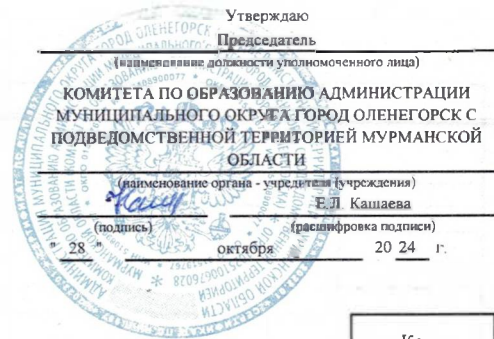 Утверждаю
Председатель
(наименование должности уполномоченного лица)
КОМИТЕТА ПО ОБРАЗОВАНИЮ АДМИНИСТРАЦИИ
МУНИЦИПАЛЬНОГО ОКРУГА ГОРОД ОЛЕНЕГОРСК С
ПОДВЕДОМСТВЕННОЙ ТЕРРИТОРИЕЙ МУРМАНСКОЙ
ОБЛАСТИ
(наименование органа - учредителя (учреждения)
Е.Л. Кашаева
(подпись) (расшифровка подписи)
" 28 " октября 20 24 г.